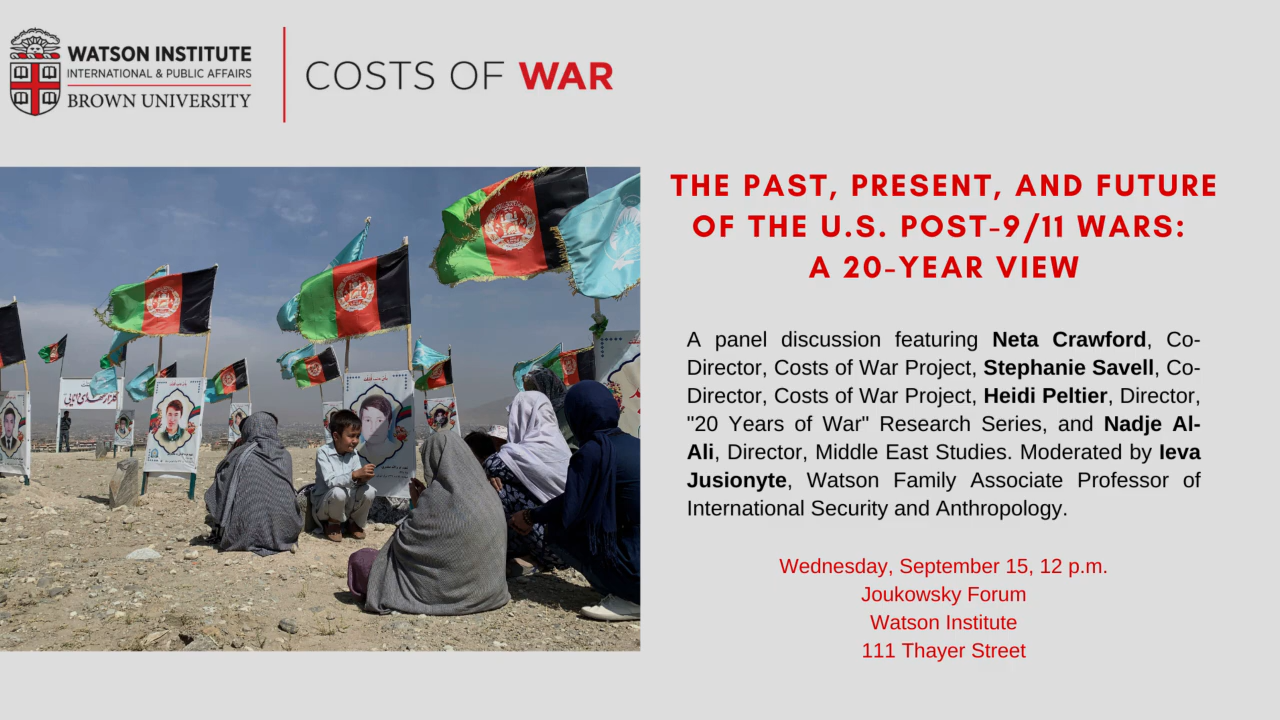 WATSON INSTITUTE
INTERNATIONAL & PUBLIC AFFAIRS
BROWN UNIVERSITY
COSTS OF WAR
THE PAST, PRESENT, AND FUTURE
OF THE U.S. POST-9/11 WARS:
A 20-YEAR VIEW
A panel discussion featuring Neta Crawford, Co-
Director, Costs of War Project, Stephanie Savell, Co-
Director, Costs of War Project, Heidi Peltier, Director,
"20 Years of War" Research Series, and Nadje Al-
Ali, Director, Middle East Studies. Moderated by Ieva
Jusionyte, Watson Family Associate Professor of
International Security and Anthropology.
Wednesday, September 15, 12 p.m.
Joukowsky Forum
Watson Institute
111 Thayer Street